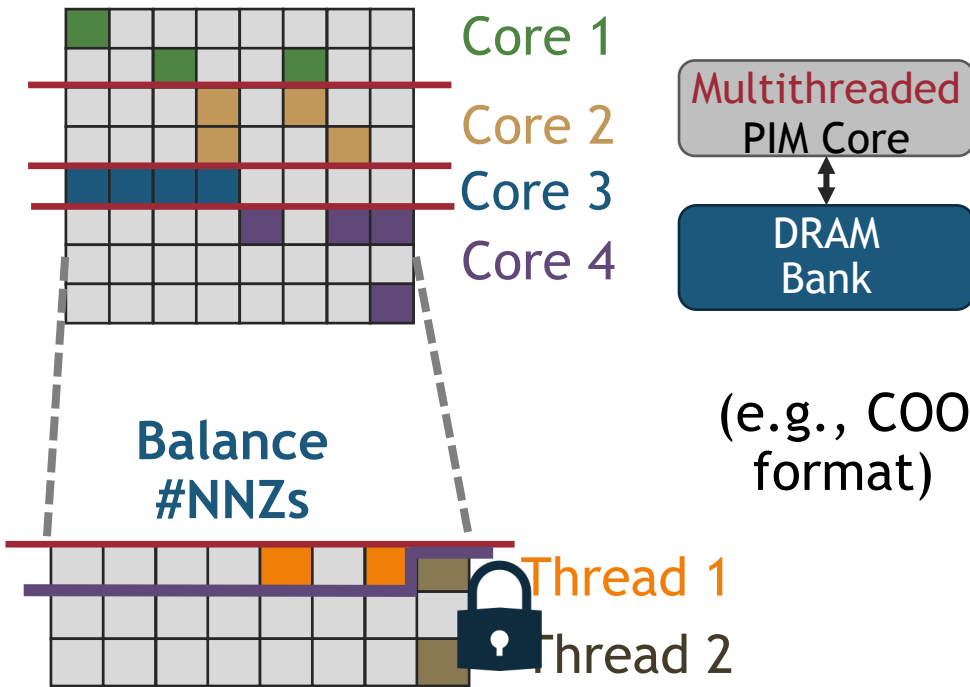 Core 1
Core 2
Core 3
Core 4
Multithreaded
PIM Core
DRAM
Bank
(e.g., COO
format)
Balance
#NNZs
Thread 1
Thread 2